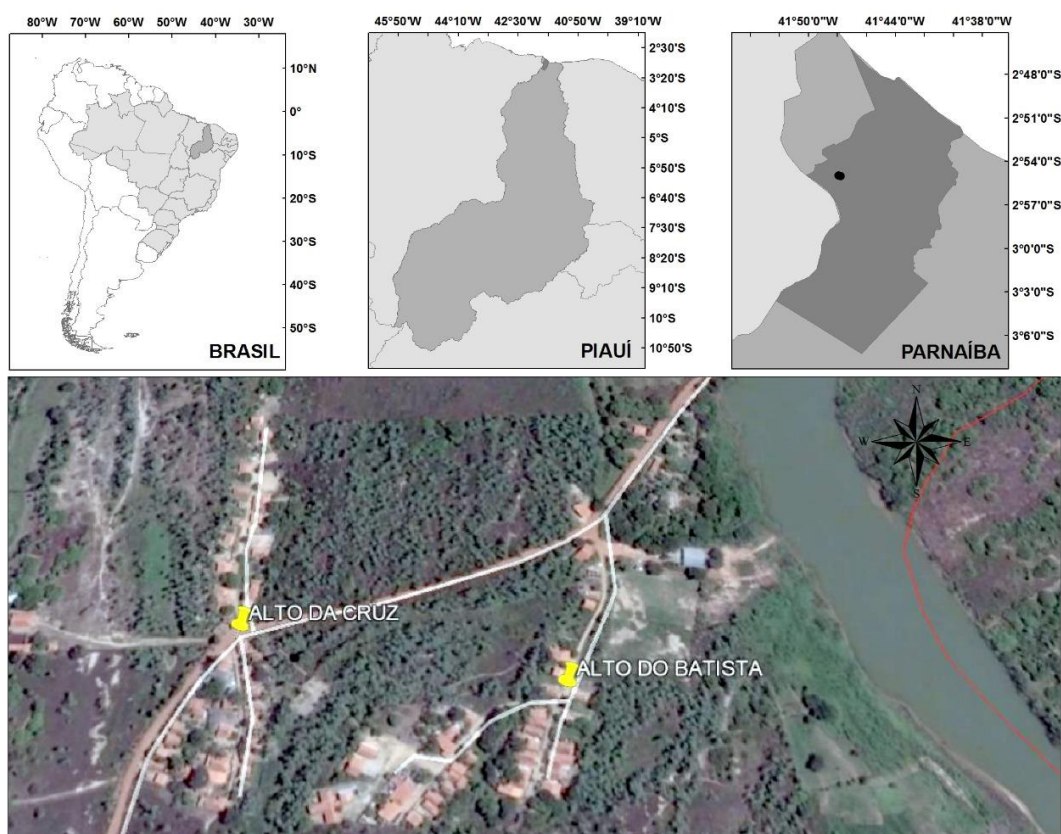 80°W 70°W 60°W 50°W 40°W 30°W
10°N
0°
10°S
20°S
30°S
40°S
50°S
BRASIL
45°50'W 44°10'W 42°30'W 40°50'W 39°10'W
2°30'S
3°20'S
4°10'S
5°S
5°50'S
6°40'S
7°30'S
8°20'S
9°10'S
10°S
10°50'S
PIAUÍ
41°50'0"W 41°44'0"W 41°38'0"W
2°48'0"S
2°51'0"S
2°54'0"S
2°57'0"S
3°0'0"S
3°3'0"S
3°6'0"S
PARNAÍBA
N
W E
S
ALTO DA CRUZ
ALTO DO BATISTA